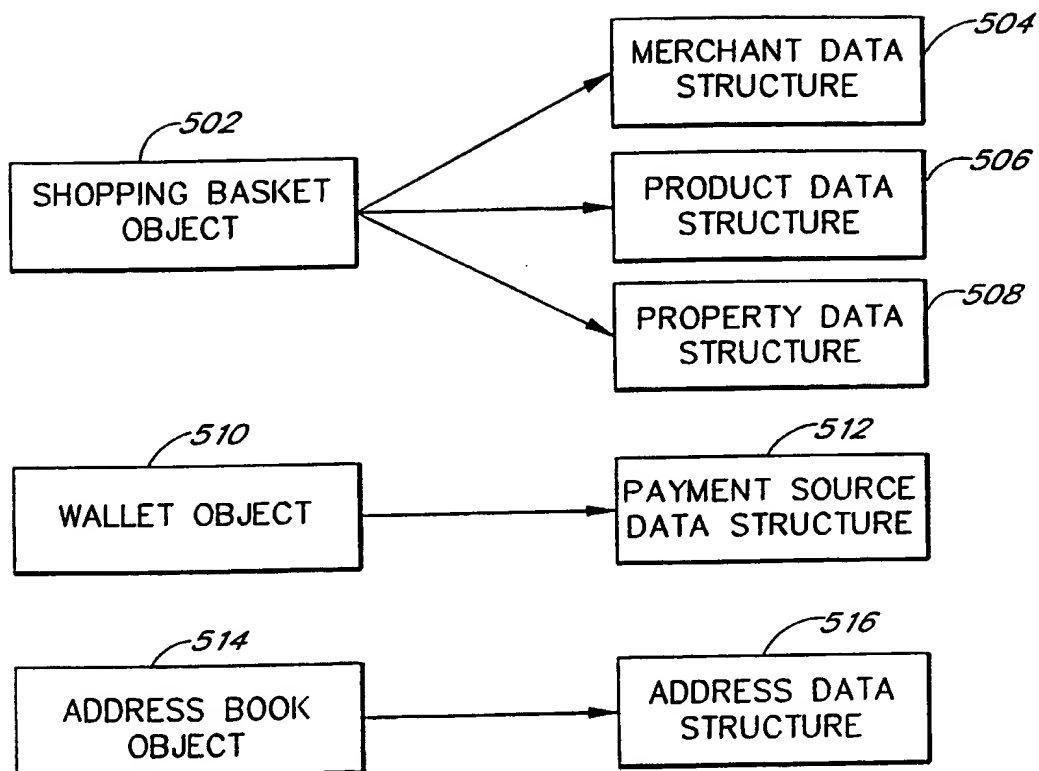 502
SHOPPING BASKET
OBJECT
504
MERCHANT DATA
STRUCTURE
506
PRODUCT DATA
STRUCTURE
508
PROPERTY DATA
STRUCTURE
510
WALLET OBJECT
512
PAYMENT SOURCE
DATA STRUCTURE
514
ADDRESS BOOK
OBJECT
516
ADDRESS DATA
STRUCTURE